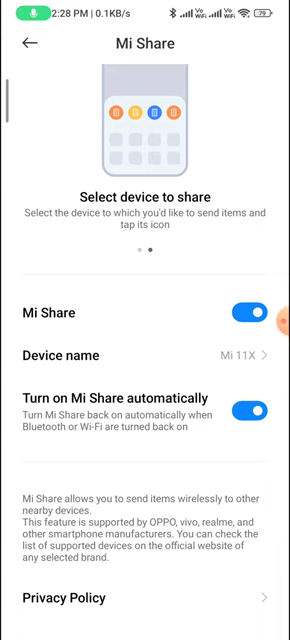 2:28 PM | 0.1KB/s Vo WiFi Vo WiFi 79
Mi Share
Select device to share
Select the device to which you'd like to send items and
tap its icon
Mi Share
Device name Mi 11X
Turn on Mi Share automatically
Turn Mi Share back on automatically when
Bluetooth or Wi-Fi are turned back on
Mi Share allows you to send items wirelessly to other
nearby devices.
This feature is supported by OPPO, vivo, realme, and
other smartphone manufacturers. You can check the
list of supported devices on the official website of
any selected brand.
Privacy Policy